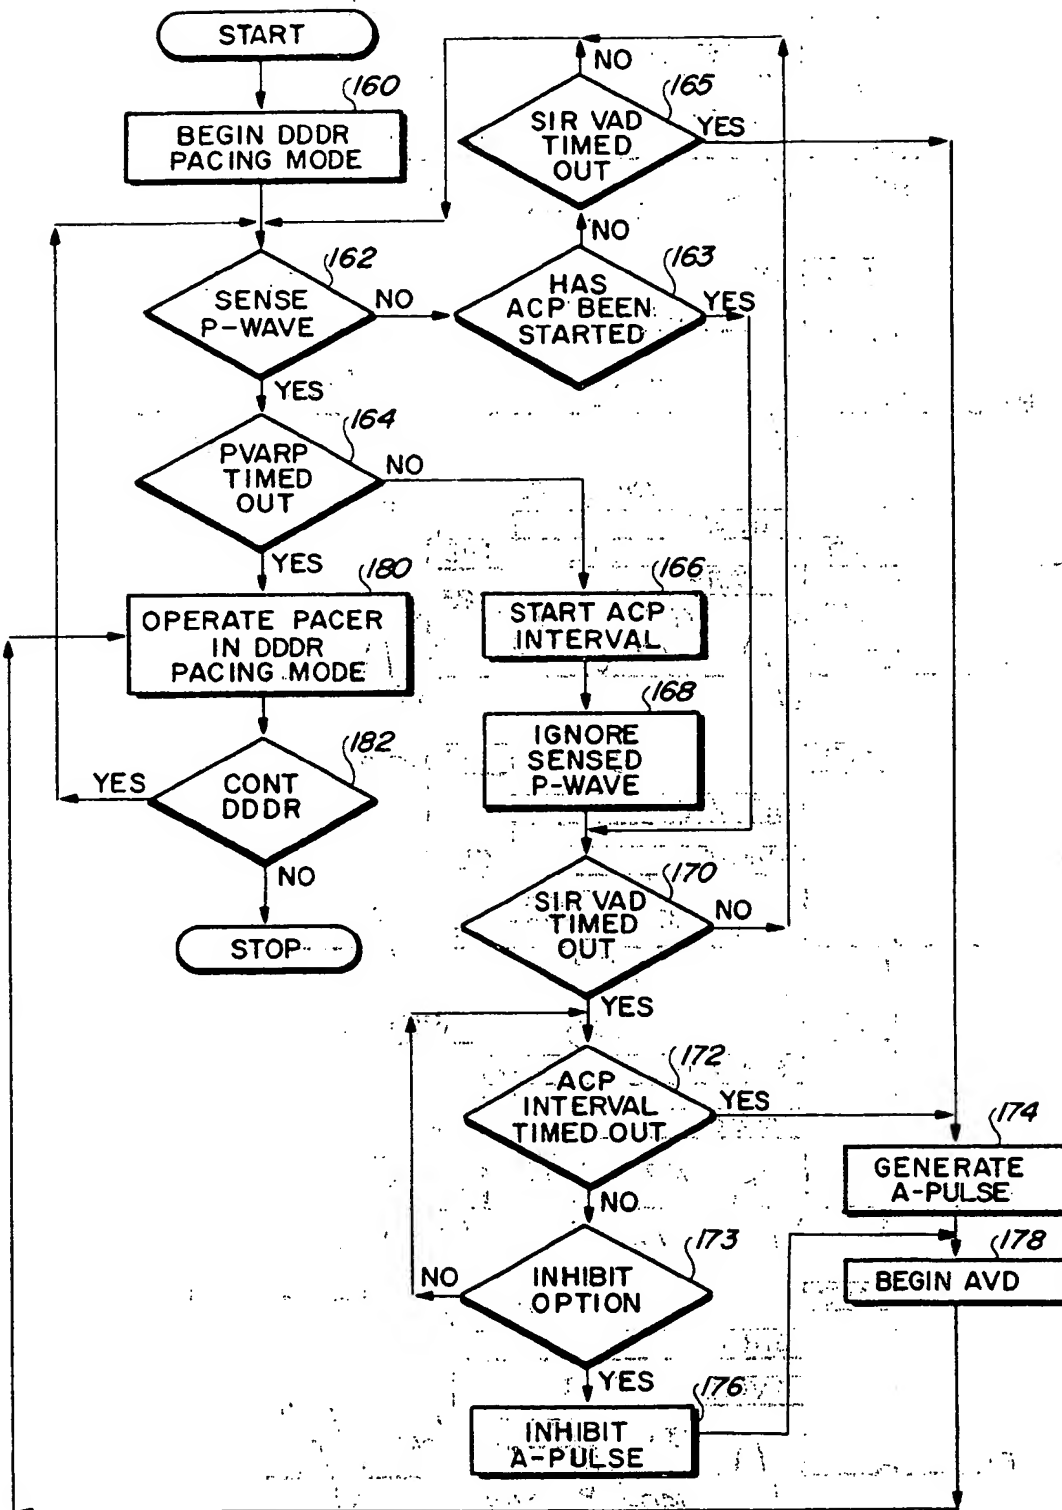 START
160
BEGIN DDDR
PACING MODE
162
SENSE
P-WAVE
NO
YES
163
HAS
ACP BEEN
STARTED
NO
YES
165
SIR VAD
TIMED
OUT
NO
YES
164
PVARP
TIMED
OUT
NO
YES
180
OPERATE PACER
IN DDDR
PACING MODE
182
CONT
DDDR
YES
NO
STOP
166
START ACP
INTERVAL
168
IGNORE
SENSED
P-WAVE
170
SIR VAD
TIMED
OUT
NO
YES
172
ACP
INTERVAL
TIMED OUT
YES
NO
173
INHIBIT
OPTION
NO
YES
176
INHIBIT
A-PULSE
174
GENERATE
A-PULSE
178
BEGIN AVD